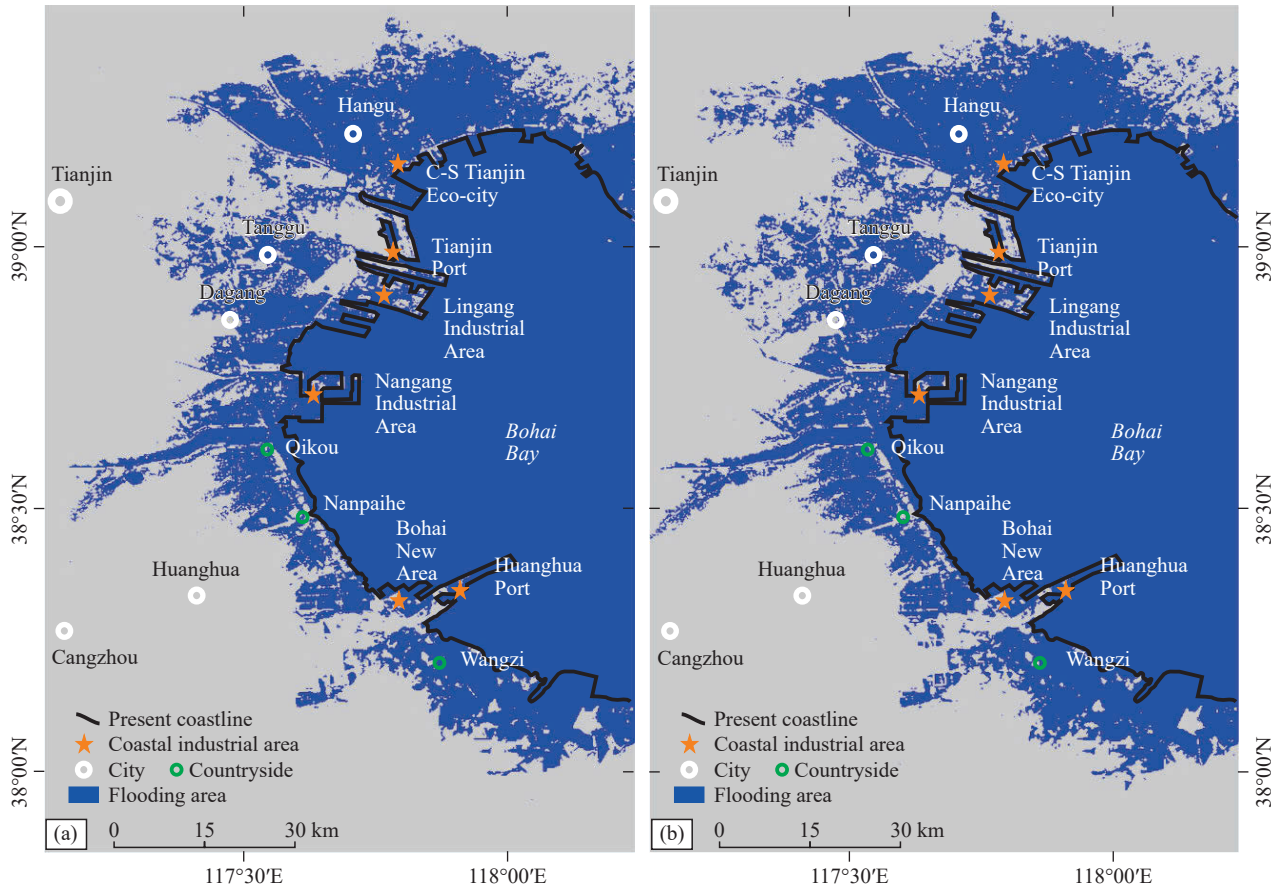 Hangu
Tianjin
C-S Tianjin
Eco-city
Tanggu
Tianjin
Port
Dagang
Lingang
Industrial
Area
Nangang
Industrial
Area
Bohai
Bay
Qikou
Nanpaihe
Bohai
New
Area
Huanghua
Port
Huanghua
Cangzhou
Wangzi
Present coastline
Coastal industrial area
City
Countryside
Flooding area
(a)
0 15 30 km
39°00′N
38°30′N
38°00′N
117°30′E
118°00′E
Hangu
Tianjin
C-S Tianjin
Eco-city
Tanggu
Tianjin
Port
Dagang
Lingang
Industrial
Area
Nangang
Industrial
Area
Bohai
Bay
Qikou
Nanpaihe
Bohai
New
Area
Huanghua
Port
Huanghua
Cangzhou
Wangzi
Present coastline
Coastal industrial area
City
Countryside
Flooding area
(b)
0 15 30 km
39°00′N
38°30′N
38°00′N
117°30′E
118°00′E